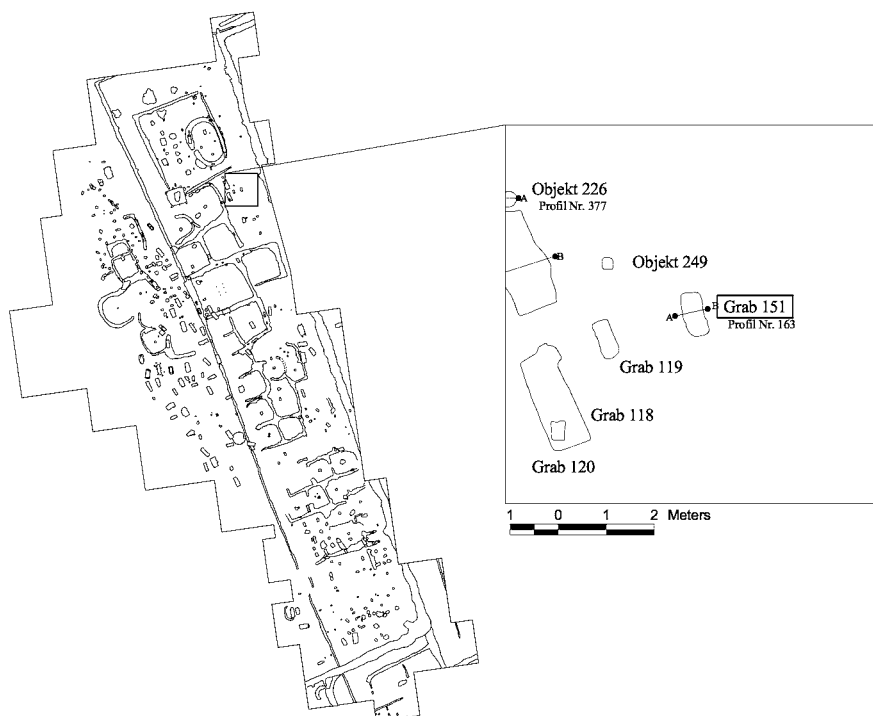 Objekt 226
A
Profil Nr. 377
B
Objekt 249
A
B
Grab 151
Profil Nr. 163
Grab 119
Grab 118
Grab 120
1 0 1 2 Meters